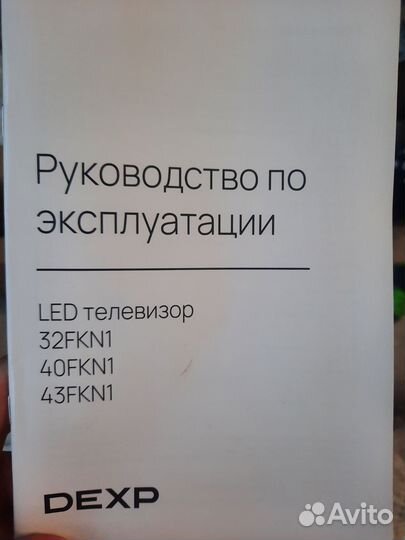 Руководство по
эксплуатации
LED телевизор
32FKN1
40FKN1
43FKN1
DEXP
Avito